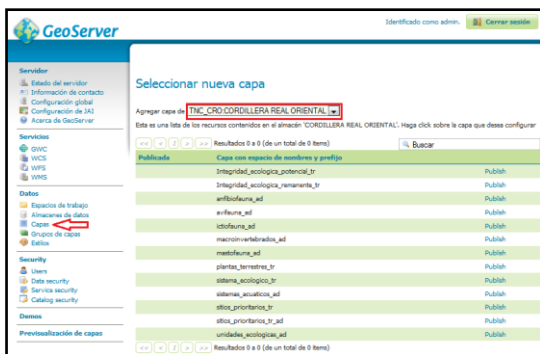 GeoServer
Identificado como admin.
Cerrar sesión
Servidor
Estado del servidor
Información de contacto
Configuración global
Configuración de JAI
Acerca de GeoServer
Servicios
GWC
WCS
WFS
WMS
Datos
Espacios de trabajo
Almacenes de datos
Capas
Grupos de capas
Estilos
Security
Users
Data security
Service security
Catalog security
Demos
Previsualización de capas
Seleccionar nueva capa
Agregar capa de TNC_CRO:CORDILLERA REAL ORIENTAL
Esta es una lista de los recursos contenidos en el almacén 'CORDILLERA REAL ORIENTAL'. Haga click sobre la capa que desea configurar
<< < 1 > >> Resultados 0 a 0 (de un total de 0 items) Buscar
Publicada Capa con espacio de nombres y prefijo
Integridad_ecologica_potencial_tr Publish
Integridad_ecologica_remanente_tr Publish
anfibiofauna_ad Publish
avifauna_ad Publish
ictiofauna_ad Publish
macroinvertebrados_ad Publish
mastofauna_ad Publish
plantas_terrestres_tr Publish
sistema_ecologico_tr Publish
sistemas_acuaticos_ad Publish
sitios_prioritarios_tr Publish
sitios_prioritarios_tr_ad Publish
unidades_ecologicas_ad Publish
<< < 1 > >> Resultados 0 a 0 (de un total de 0 items)